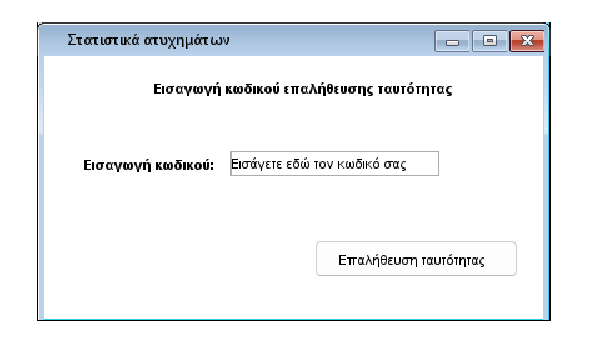 Στατιστικά ατυχημάτων
Εισαγωγή κωδικού επαλήθευσης ταυτότητας
Εισαγωγή κωδικού: Εισάγετε εδώ τον κωδικό σας
Επαλήθευση ταυτότητας